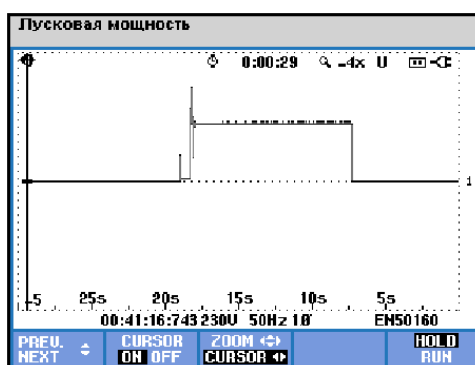 Пусковая мощность
0:00:29 -4x U
1
-5 25s 20s 15s 10s 5s
00:41:16:743 230V 50Hz 1Ø EN50160
PREV. NEXT
CURSOR ON OFF
ZOOM CURSOR
HOLD RUN